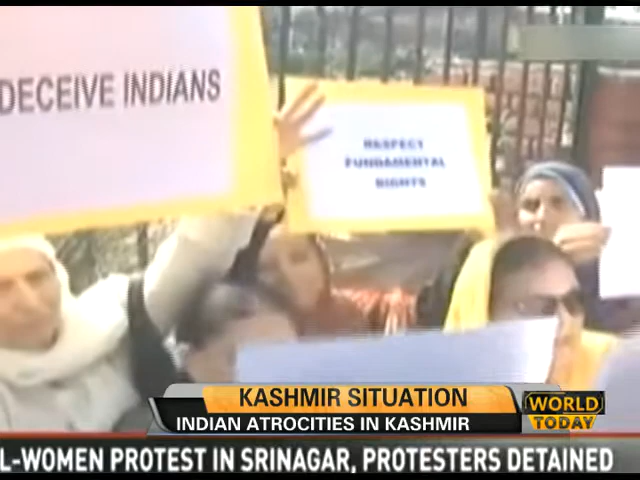 DECEIVE INDIANS
RESPECT
FUNDAMENTAL
RIGHTS
KASHMIR SITUATION
INDIAN ATROCITIES IN KASHMIR
WORLD
TODAY
L-WOMEN PROTEST IN SRINAGAR, PROTESTERS DETAINED